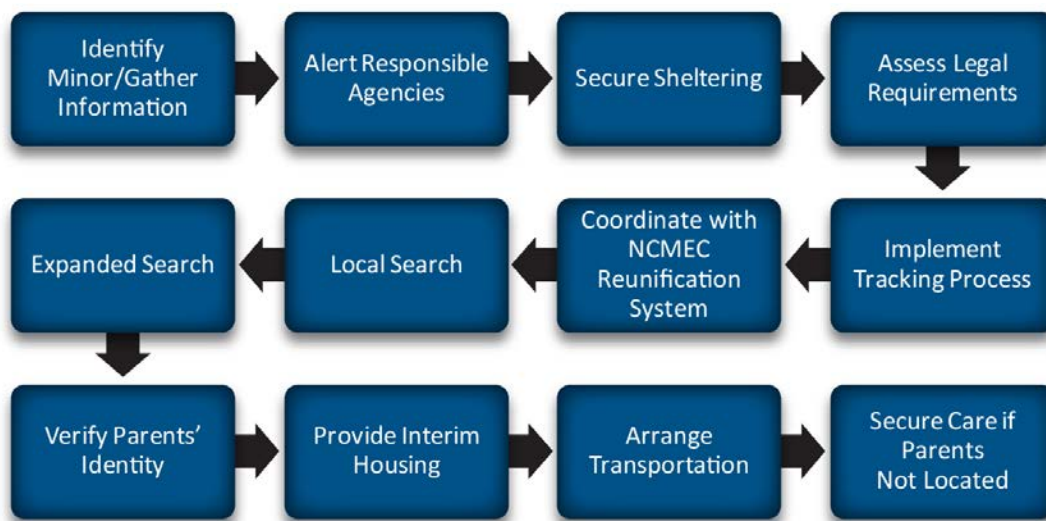 Identify
Minor/Gather
Information
Alert Responsible
Agencies
Secure Sheltering
Assess Legal
Requirements
Implement
Tracking Process
Coordinate with
NCMEC
Reunification
System
Local Search
Expanded Search
Verify Parents’
Identity
Provide Interim
Housing
Arrange
Transportation
Secure Care if
Parents
Not Located